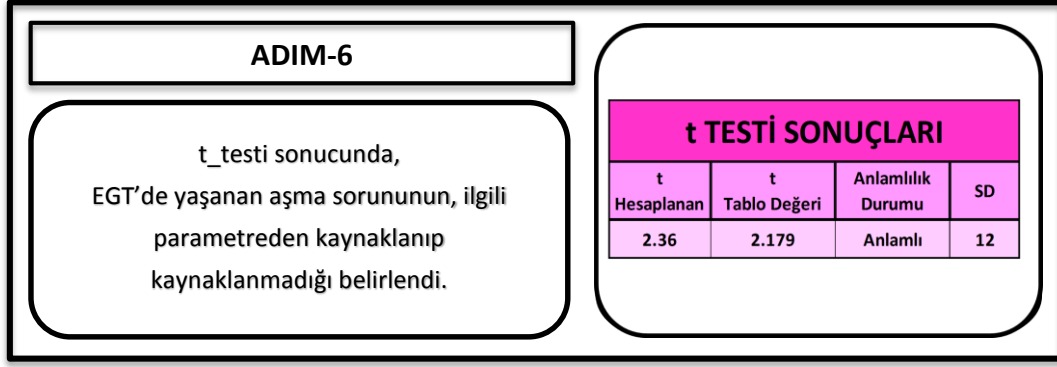 ADIM-6
t_testi sonucunda,
EGT’de yaşanan aşma sorununun, ilgili
parametreden kaynaklanıp
kaynaklanmadığı belirlendi.
t TESTİ SONUÇLARI
t Hesaplanan t Tablo Değeri Anlamlılık Durumu SD
2.36 2.179 Anlamlı 12